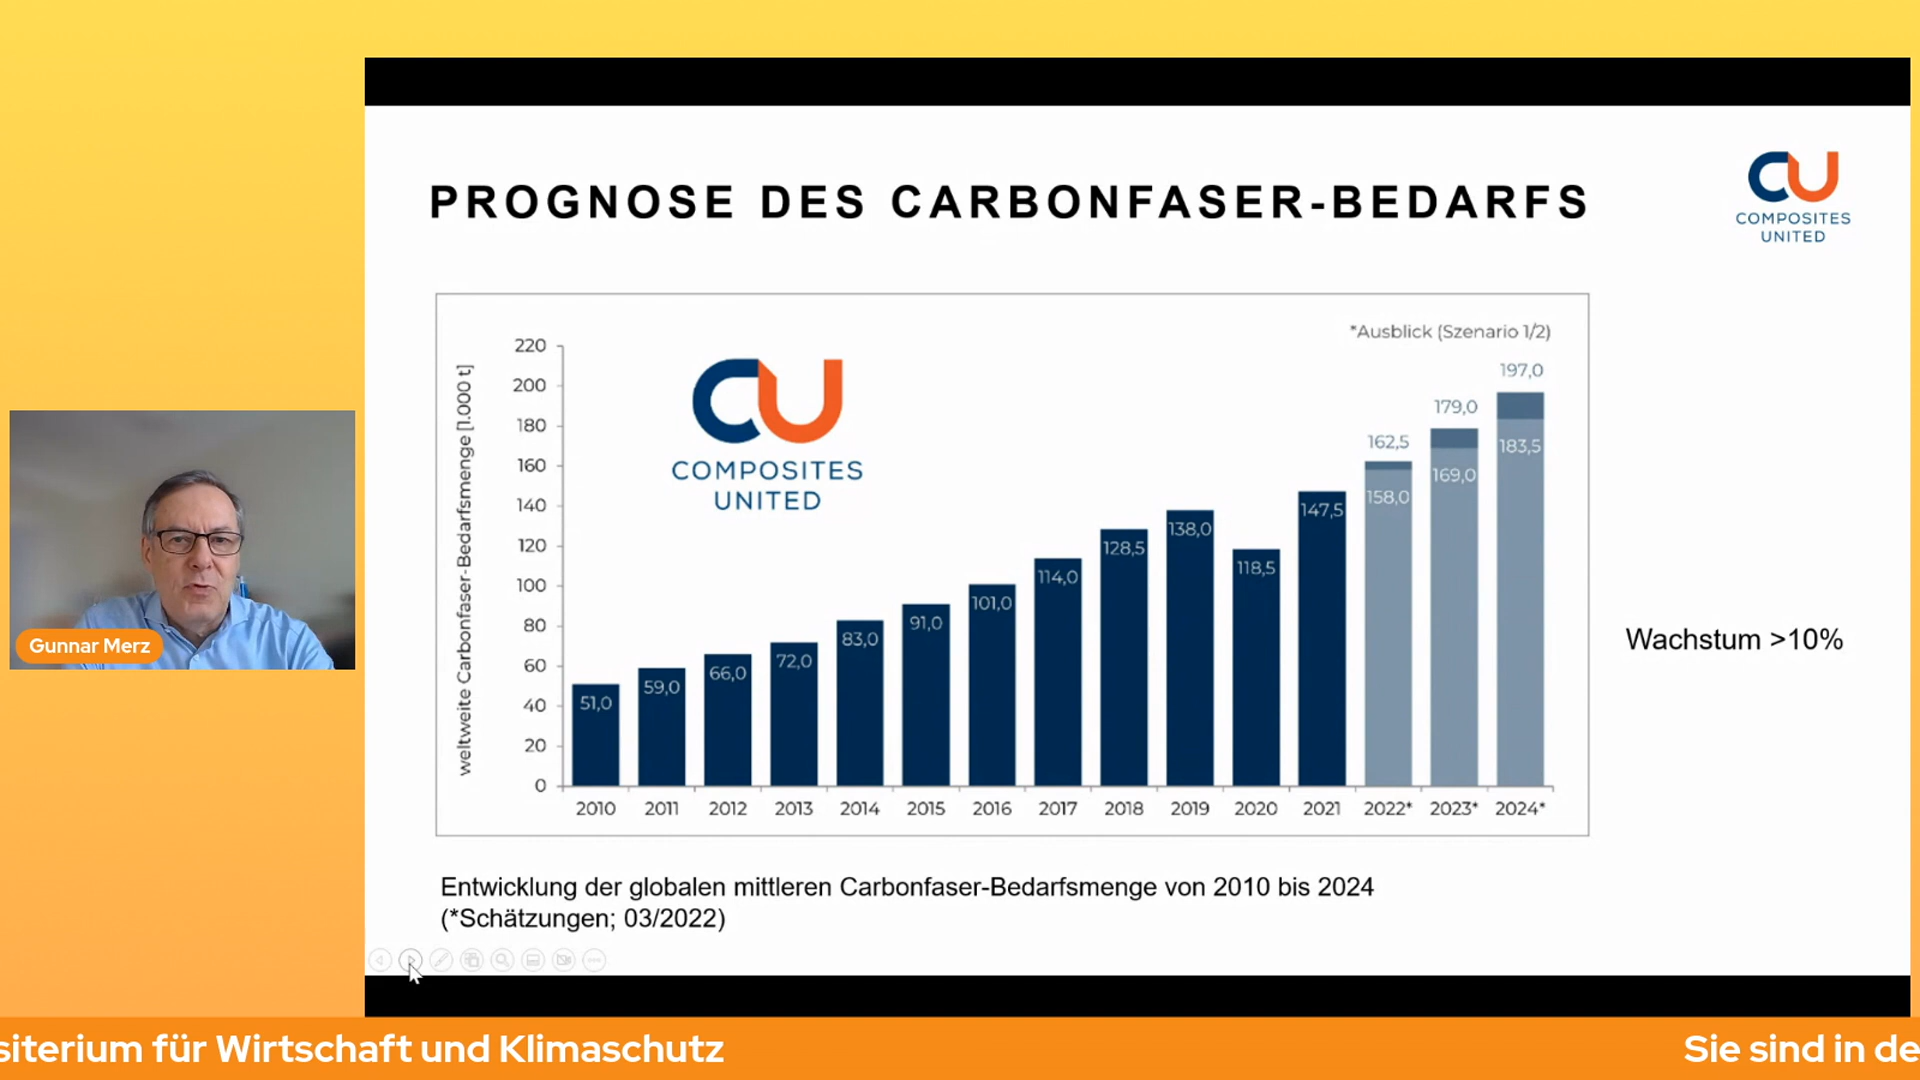 PROGNOSE DES CARBONFASER-BEDARFS
CU
COMPOSITES
UNITED
*Ausblick (Szenario 1/2)
weltweite Carbonfaser-Bedarfsmenge [1.000 t]
220
200
180
160
140
120
100
80
60
40
20
0
CU
COMPOSITES
UNITED
51,0
59,0
66,0
72,0
83,0
91,0
101,0
114,0
128,5
138,0
118,5
147,5
162,5
158,0
179,0
169,0
197,0
183,5
2010 2011 2012 2013 2014 2015 2016 2017 2018 2019 2020 2021 2022* 2023* 2024*
Wachstum >10%
Entwicklung der globalen mittleren Carbonfaser-Bedarfsmenge von 2010 bis 2024
(*Schätzungen; 03/2022)
Gunnar Merz
siterium für Wirtschaft und Klimaschutz
Sie sind in de